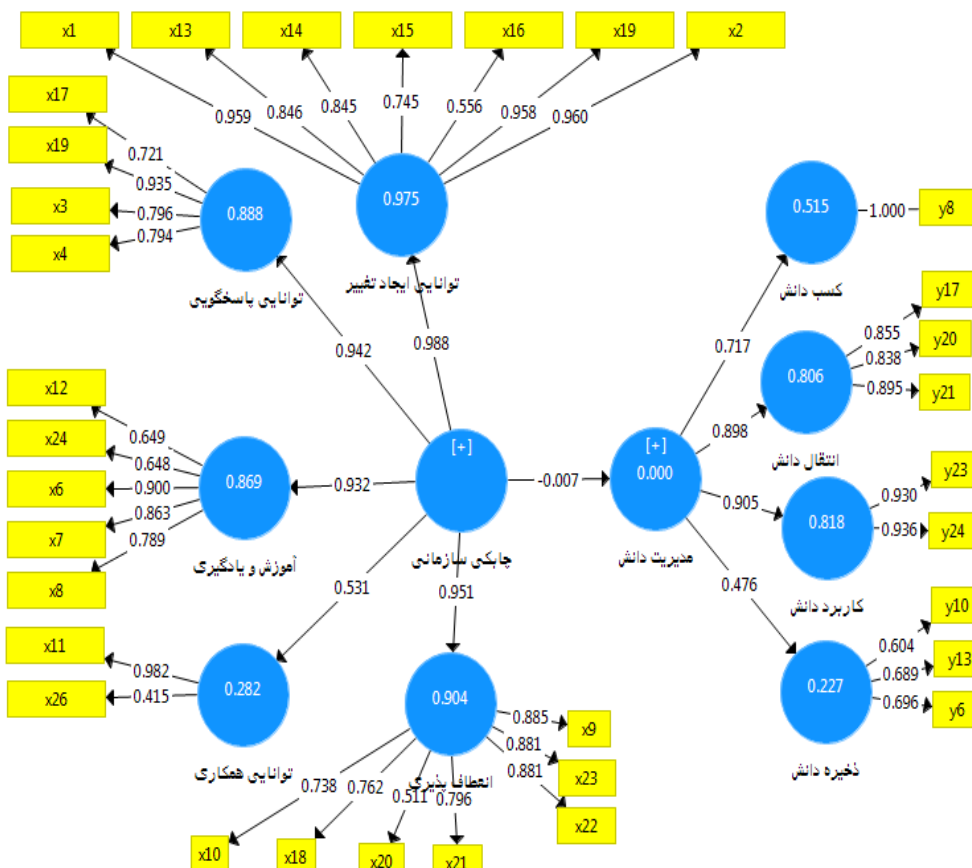 x1
x13
x14
x15
x16
x19
x2
x17
0.959
0.846
0.845
0.745
0.556
0.958
0.960
x19
0.721
0.935
x3
0.796
0.888
0.975
0.515
1.000
y8
x4
0.794
توانایی پاسخگویی
توانایی ایجاد تغییر
کسب دانش
y17
0.942
0.988
0.717
0.855
y20
0.838
0.806
0.895
y21
x12
0.649
0.898
انتقال دانش
x24
0.648
[+]
[+]
x6
0.900
0.869
0.932
-0.007
0.000
0.905
0.930
y23
x7
0.863
0.818
0.936
y24
0.789
آموزش و یادگیری
چابکی سازمانی
مدیریت دانش
x8
0.531
0.951
0.476
کاربرد دانش
y10
x11
0.604
0.982
0.689
y13
x26
0.415
0.282
0.904
0.227
0.696
y6
0.885
x9
0.881
توانایی همکاری
انعطاف پذیری
ذخیره دانش
x23
0.738
0.762
0.511
0.796
0.881
x22
x10
x18
x20
x21